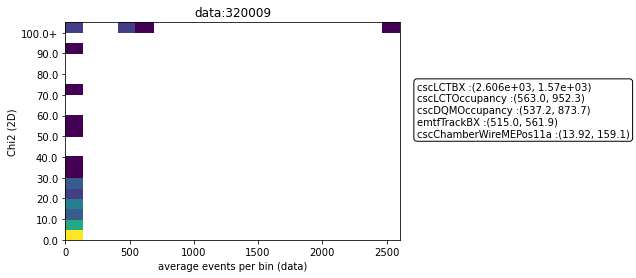 data:320009
100.0+
90.0
80.0
70.0
60.0
50.0
40.0
30.0
20.0
10.0
0.0
Chi2 (2D)
0 500 1000 1500 2000 2500
average events per bin (data)
cscLCTBX :(2.606e+03, 1.57e+03)
cscLCTOccupancy :(563.0, 952.3)
cscDQMOccupancy :(537.2, 873.7)
emtfTrackBX :(515.0, 561.9)
cscChamberWireMEPos11a :(13.92, 159.1)